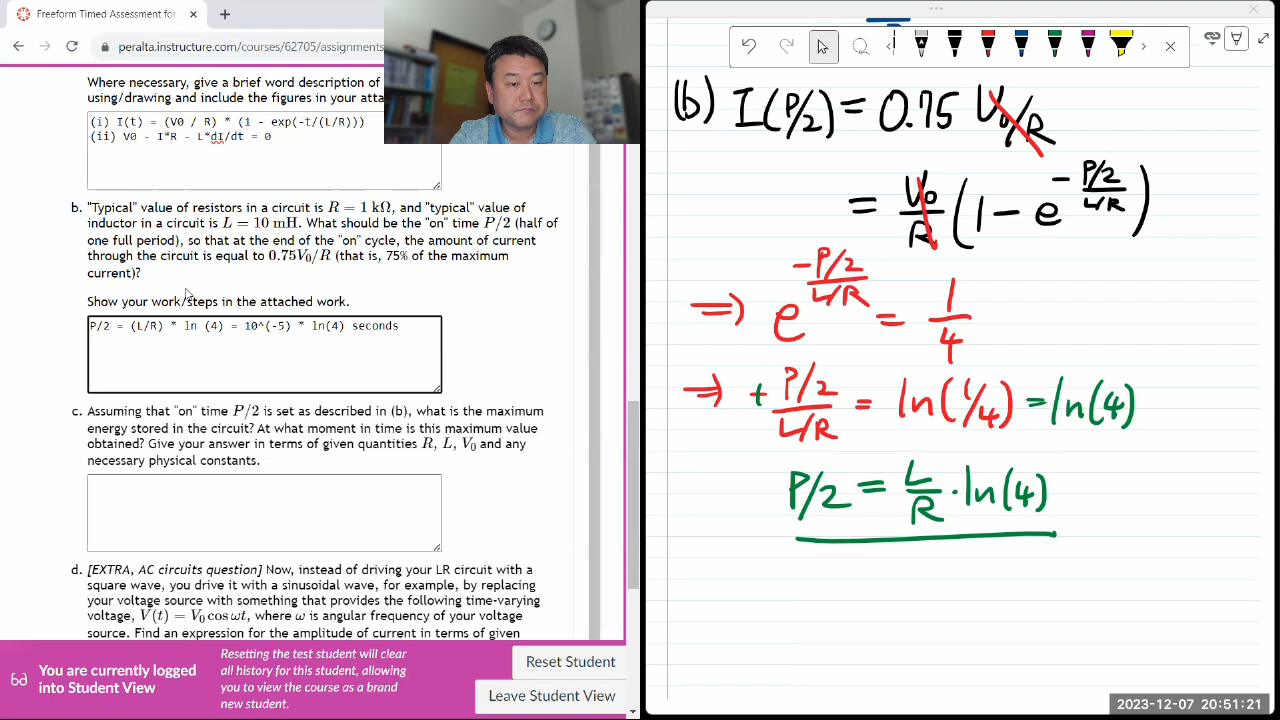 Freeform Timed Assessment for
peralta.instructure.com/courses/02705/assignments
Where necessary, give a brief word description of
using/drawing and include the figures in your atta
(i) I(t) = (V0 / R) * (1 - exp(-t/(L/R)))
(ii) V0 - I*R - L*dI/dt = 0
b. "Typical" value of resistors in a circuit is R = 1 kΩ, and "typical" value of
inductor in a circuit is L = 10 mH. What should be the "on" time P/2 (half of
one full period), so that at the end of the "on" cycle, the amount of current
through the circuit is equal to 0.75V₀/R (that is, 75% of the maximum
current)?
Show your work/steps in the attached work.
P/2 = (L/R) * ln (4) = 10^(-5) * ln(4) seconds
c. Assuming that "on" time P/2 is set as described in (b), what is the maximum
energy stored in the circuit? At what moment in time is this maximum value
obtained? Give your answer in terms of given quantities R, L, V₀ and any
necessary physical constants.
d. [EXTRA, AC circuits question] Now, instead of driving your LR circuit with a
square wave, you drive it with a sinusoidal wave, for example, by replacing
your voltage source with something that provides the following time-varying
voltage, V(t) = V₀ cos ωt, where ω is angular frequency of your voltage
source. Find an expression for the amplitude of current in terms of given
You are currently logged
into Student View
Resetting the test student will clear
all history for this student, allowing
you to view the course as a brand
new student.
Reset Student
Leave Student View
(b) I(P/2) = 0.75 V₀/R
= V₀/R (1 - e^(-(P/2)/(L/R)))
⇒ e^(-(P/2)/(L/R)) = 1/4
⇒ + (P/2)/(L/R) = ln(1/4) = ln(4)
P/2 = L/R · ln(4)
2023-12-07 20:51:21